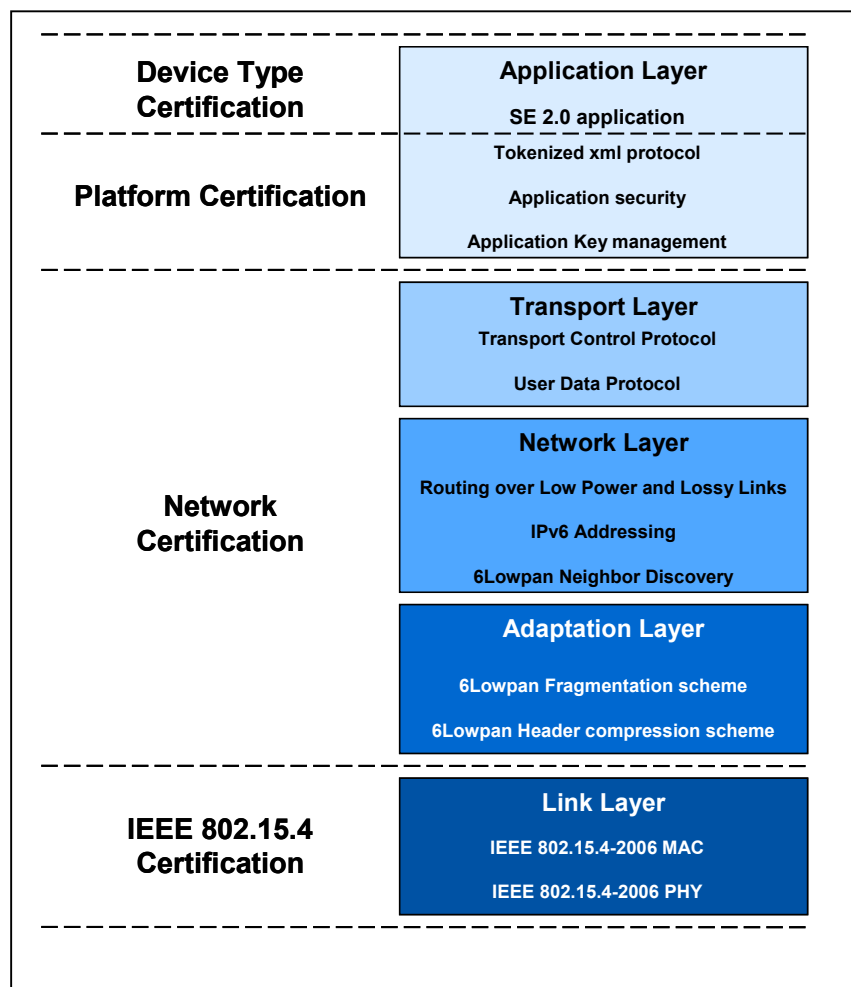 Device Type
Certification
Application Layer
SE 2.0 application
Platform Certification
Tokenized xml protocol
Application security
Application Key management
Network
Certification
Transport Layer
Transport Control Protocol
User Data Protocol
Network Layer
Routing over Low Power and Lossy Links
IPv6 Addressing
6Lowpan Neighbor Discovery
Adaptation Layer
6Lowpan Fragmentation scheme
6Lowpan Header compression scheme
IEEE 802.15.4
Certification
Link Layer
IEEE 802.15.4-2006 MAC
IEEE 802.15.4-2006 PHY